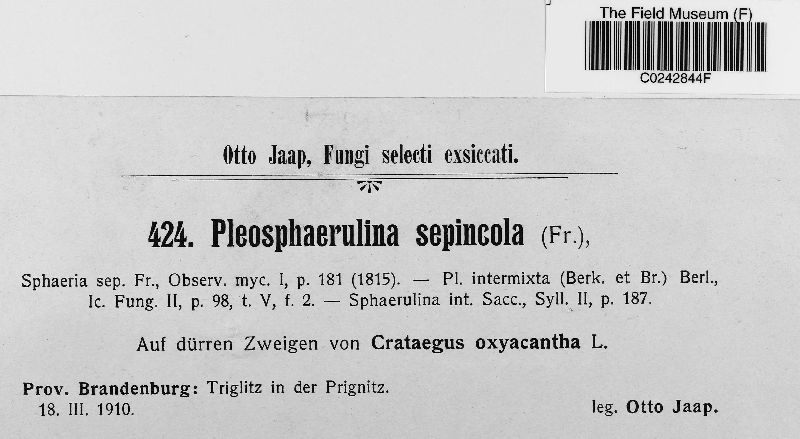 The Field Museum (F)
C0242844F
Otto Jaap, Fungi selecti exsiccati.
424. Pleosphaerulina sepincola (Fr.),
Sphaeria sep. Fr., Observ. myc. I, p. 181 (1815). — Pl. intermixta (Berk. et Br.) Berl.,
Ic. Fung. II, p. 98, t. V, f. 2. — Sphaerulina int. Sacc., Syll. II, p. 187.
Auf dürren Zweigen von Crataegus oxyacantha L.
Prov. Brandenburg: Triglitz in der Prignitz.
18. III. 1910.
leg. Otto Jaap.